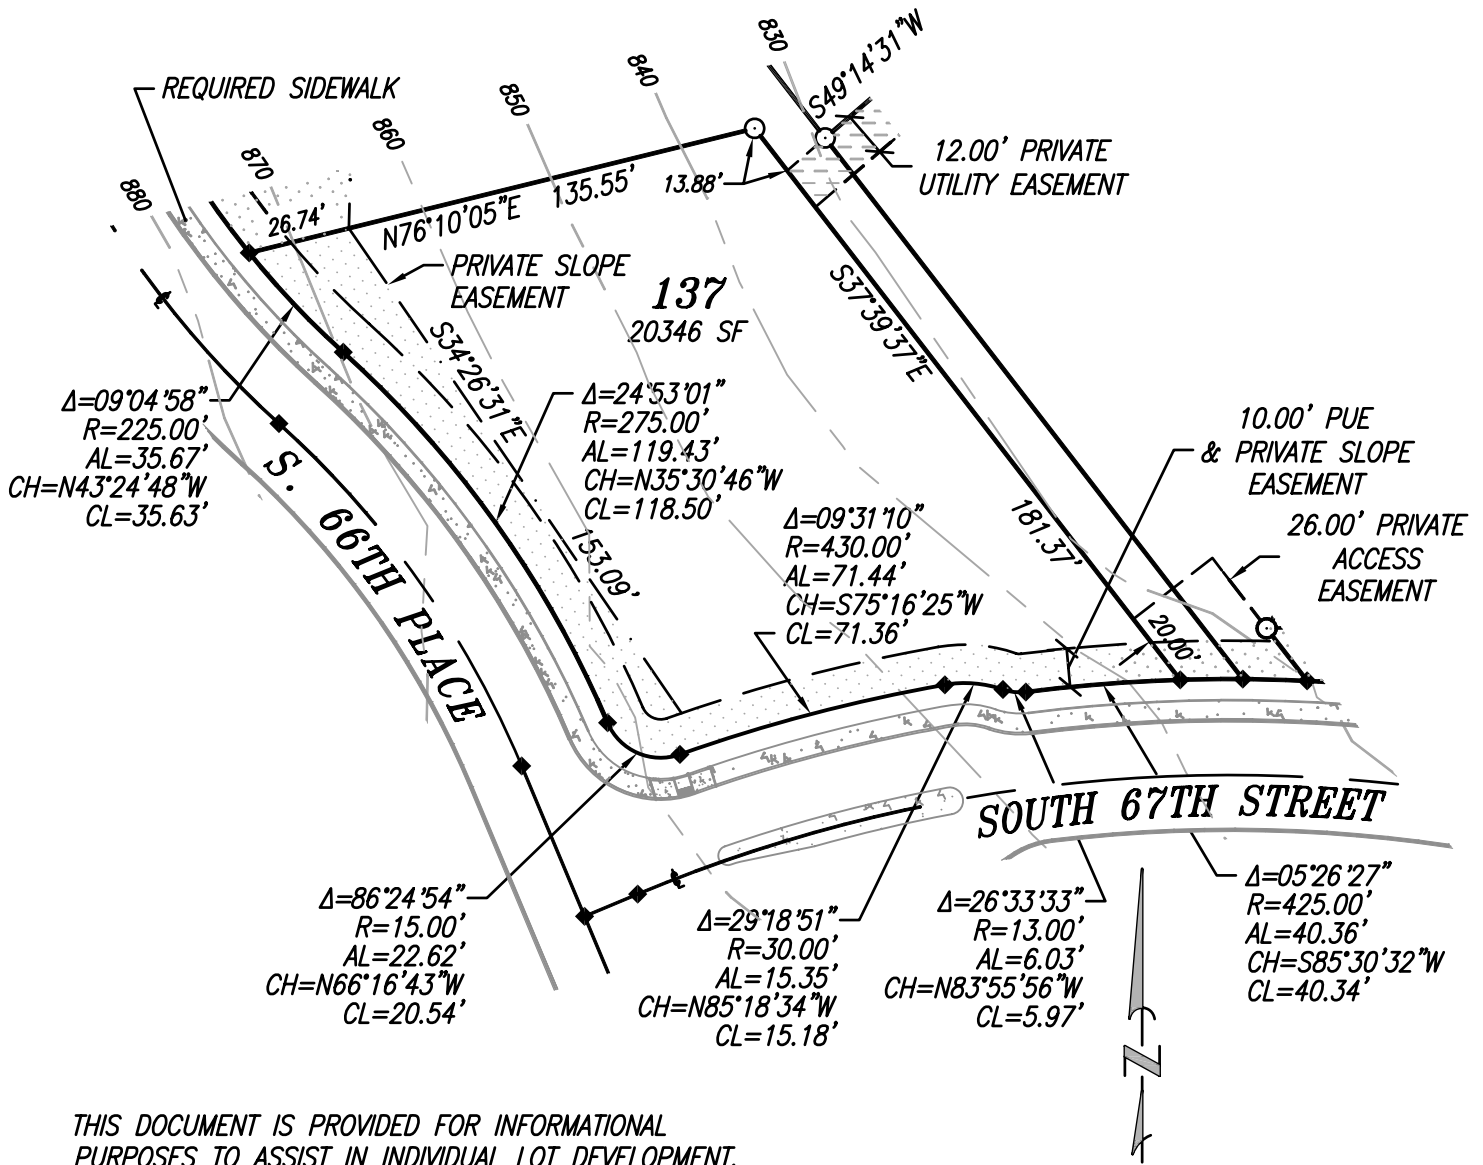 830
840
850
860
870
880
S49°14'31"W
REQUIRED SIDEWALK
12.00' PRIVATE
UTILITY EASEMENT
13.88'
135.55'
N76°10'05"E
26.74'
PRIVATE SLOPE
EASEMENT
137
20346 SF
S37°39'37"E
S34°26'31"E
Δ=09°04'58"
R=225.00'
AL=35.67'
CH=N43°24'48"W
CL=35.63'
Δ=24°53'01"
R=275.00'
AL=119.43'
CH=N35°30'46"W
CL=118.50'
10.00' PUE
& PRIVATE SLOPE
EASEMENT
26.00' PRIVATE
ACCESS
EASEMENT
181.37'
153.09'
Δ=09°31'10"
R=430.00'
AL=71.44'
CH=S75°16'25"W
CL=71.36'
20.00'
S. 66TH PLACE
SOUTH 67TH STREET
Δ=86°24'54"
R=15.00'
AL=22.62'
CH=N66°16'43"W
CL=20.54'
Δ=29°18'51"
R=30.00'
AL=15.35'
CH=N85°18'34"W
CL=15.18'
Δ=26°33'33"
R=13.00'
AL=6.03'
CH=N83°55'56"W
CL=5.97'
Δ=05°26'27"
R=425.00'
AL=40.36'
CH=S85°30'32"W
CL=40.34'
N
THIS DOCUMENT IS PROVIDED FOR INFORMATIONAL
PURPOSES TO ASSIST IN INDIVIDUAL LOT DEVELOPMENT.